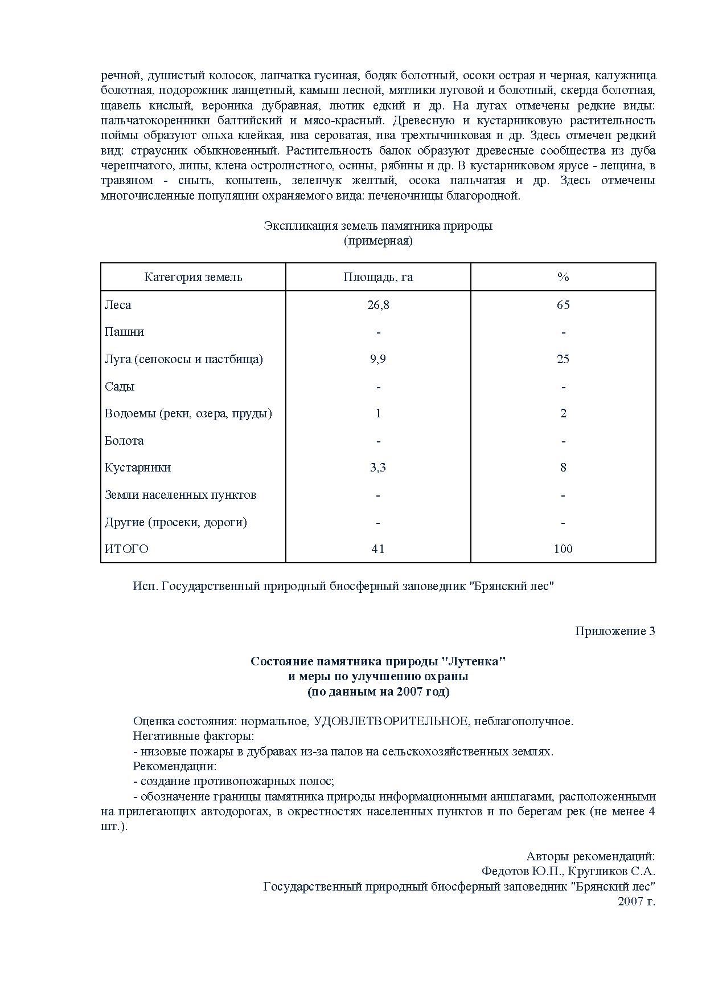 речной, душистый колосок, лапчатка гусиная, бодяк болотный, осоки острая и черная, калужница
болотная, подорожник ланцетный, камыш лесной, мятлики луговой и болотный, скерда болотная,
щавель кислый, вероника дубравная, лютик едкий и др. На лугах отмечены редкие виды:
пальчатокоренники балтийский и мясо-красный. Древесную и кустарниковую растительность
поймы образуют ольха клейкая, ива сероватая, ива трехтычинковая и др. Здесь отмечен редкий
вид: страусник обыкновенный. Растительность балок образуют древесные сообщества из дуба
черешчатого, липы, клена остролистного, осины, рябины и др. В кустарниковом ярусе - лещина, в
травяном - сныть, копытень, зеленчук желтый, осока пальчатая и др. Здесь отмечены
многочисленные популяции охраняемого вида: печеночницы благородной.
Экспликация земель памятника природы
(примерная)
Категория земель Площадь, га %
Леса 26,8 65
Пашни - -
Луга (сенокосы и пастбища) 9,9 25
Сады - -
Водоемы (реки, озера, пруды) 1 2
Болота - -
Кустарники 3,3 8
Земли населенных пунктов - -
Другие (просеки, дороги) - -
ИТОГО 41 100
Исп. Государственный природный биосферный заповедник "Брянский лес"
Приложение 3
Состояние памятника природы "Лутенка"
и меры по улучшению охраны
(по данным на 2007 год)
Оценка состояния: нормальное, УДОВЛЕТВОРИТЕЛЬНОЕ, неблагополучное.
Негативные факторы:
- низовые пожары в дубравах из-за палов на сельскохозяйственных землях.
Рекомендации:
- создание противопожарных полос;
- обозначение границы памятника природы информационными аншлагами, расположенными
на прилегающих автодорогах, в окрестностях населенных пунктов и по берегам рек (не менее 4
шт.).
Авторы рекомендаций:
Федотов Ю.П., Кругликов С.А.
Государственный природный биосферный заповедник "Брянский лес"
2007 г.